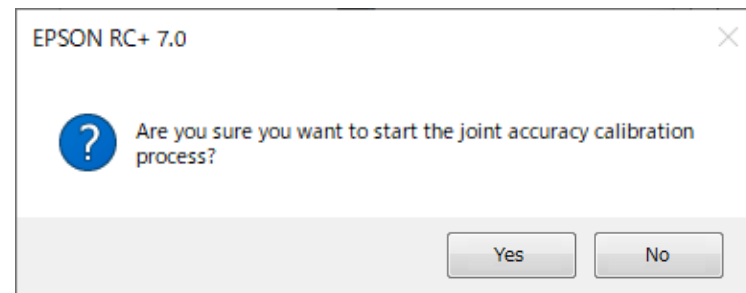 EPSON RC+ 7.0
?
Are you sure you want to start the joint accuracy calibration
process?
Yes No